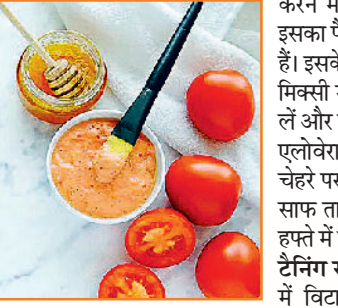 करने में
इसका पै
हैं। इसके
मिक्सी
लें और
एलोवेरा
चेहरे पर
साफ ता
हफ्ते में
टैनिंग
में विटा